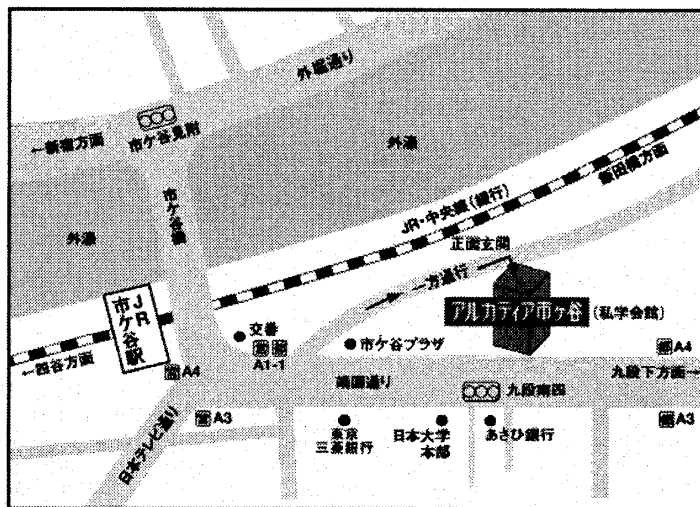 外堀通り
←新宿方面
市ケ谷見附
外濠
飯田橋方面
市ケ谷橋
JR・中央線(緩行)
外濠
正面玄関
一方通行
JR
市ケ谷駅
アルカディア市ヶ谷(私学会館)
交番
市ケ谷プラザ
A1-1
←四谷方面
A4
A4
靖国通り
九段下方面→
九段南四
A3
A3
日本テレビ通り
東京
三菱銀行
日本大学
本部
あさひ銀行